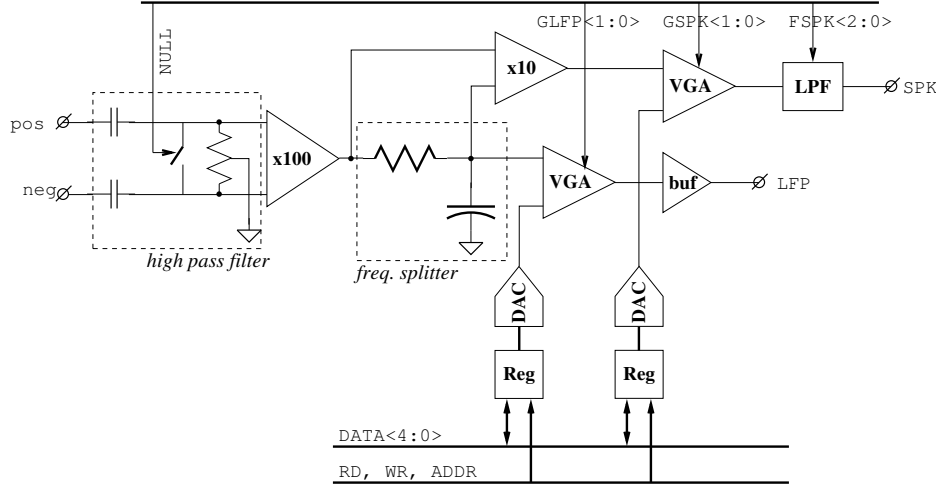 GLFP<1:0>
GSPK<1:0>
FSPK<2:0>
NULL
x10
VGA
LPF
SPK
pos
x100
neg
VGA
buf
LFP
high pass filter
freq. splitter
DAC
DAC
Reg
Reg
DATA<4:0>
RD, WR, ADDR